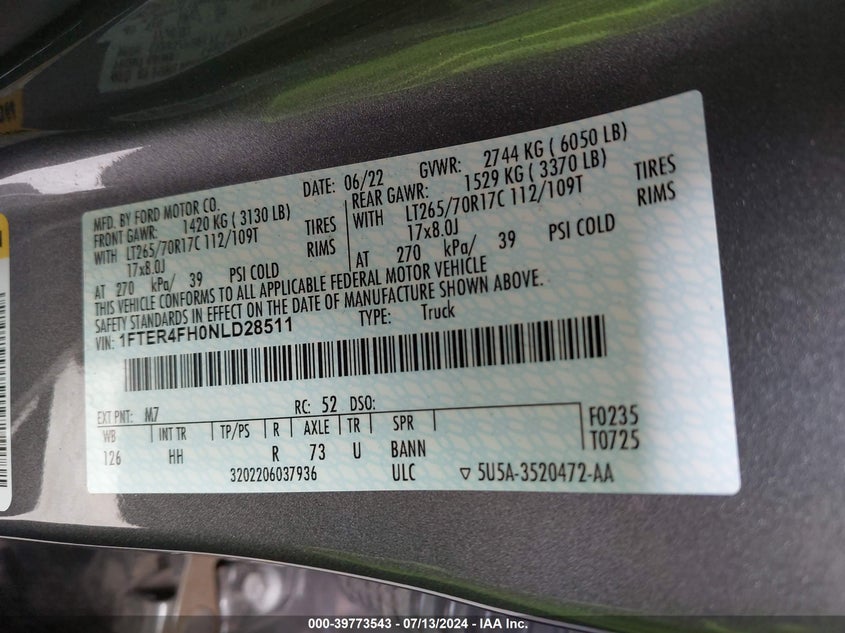 MFD. BY FORD MOTOR CO.
DATE: 06/22 GVWR: 2744 KG ( 6050 LB)
FRONT GAWR: 1420 KG ( 3130 LB)
WITH LT265/70R17C 112/109T TIRES
17x8.0J RIMS
AT 270 kPa/ 39 PSI COLD
REAR GAWR: 1529 KG ( 3370 LB)
WITH LT265/70R17C 112/109T TIRES
17x8.0J RIMS
AT 270 kPa/ 39 PSI COLD
THIS VEHICLE CONFORMS TO ALL APPLICABLE FEDERAL MOTOR VEHICLE
SAFETY STANDARDS IN EFFECT ON THE DATE OF MANUFACTURE SHOWN ABOVE.
VIN: 1FTER4FH0NLD28511 TYPE: Truck
EXT PNT: M7 RC: 52 DSO:
WB INT TR TP/PS R AXLE TR SPR F0235
126 HH R 73 U BANN T0725
3202206037936 ULC ▽ 5U5A-3520472-AA
000-39773543 / 07/13/2024 - IAA Inc.